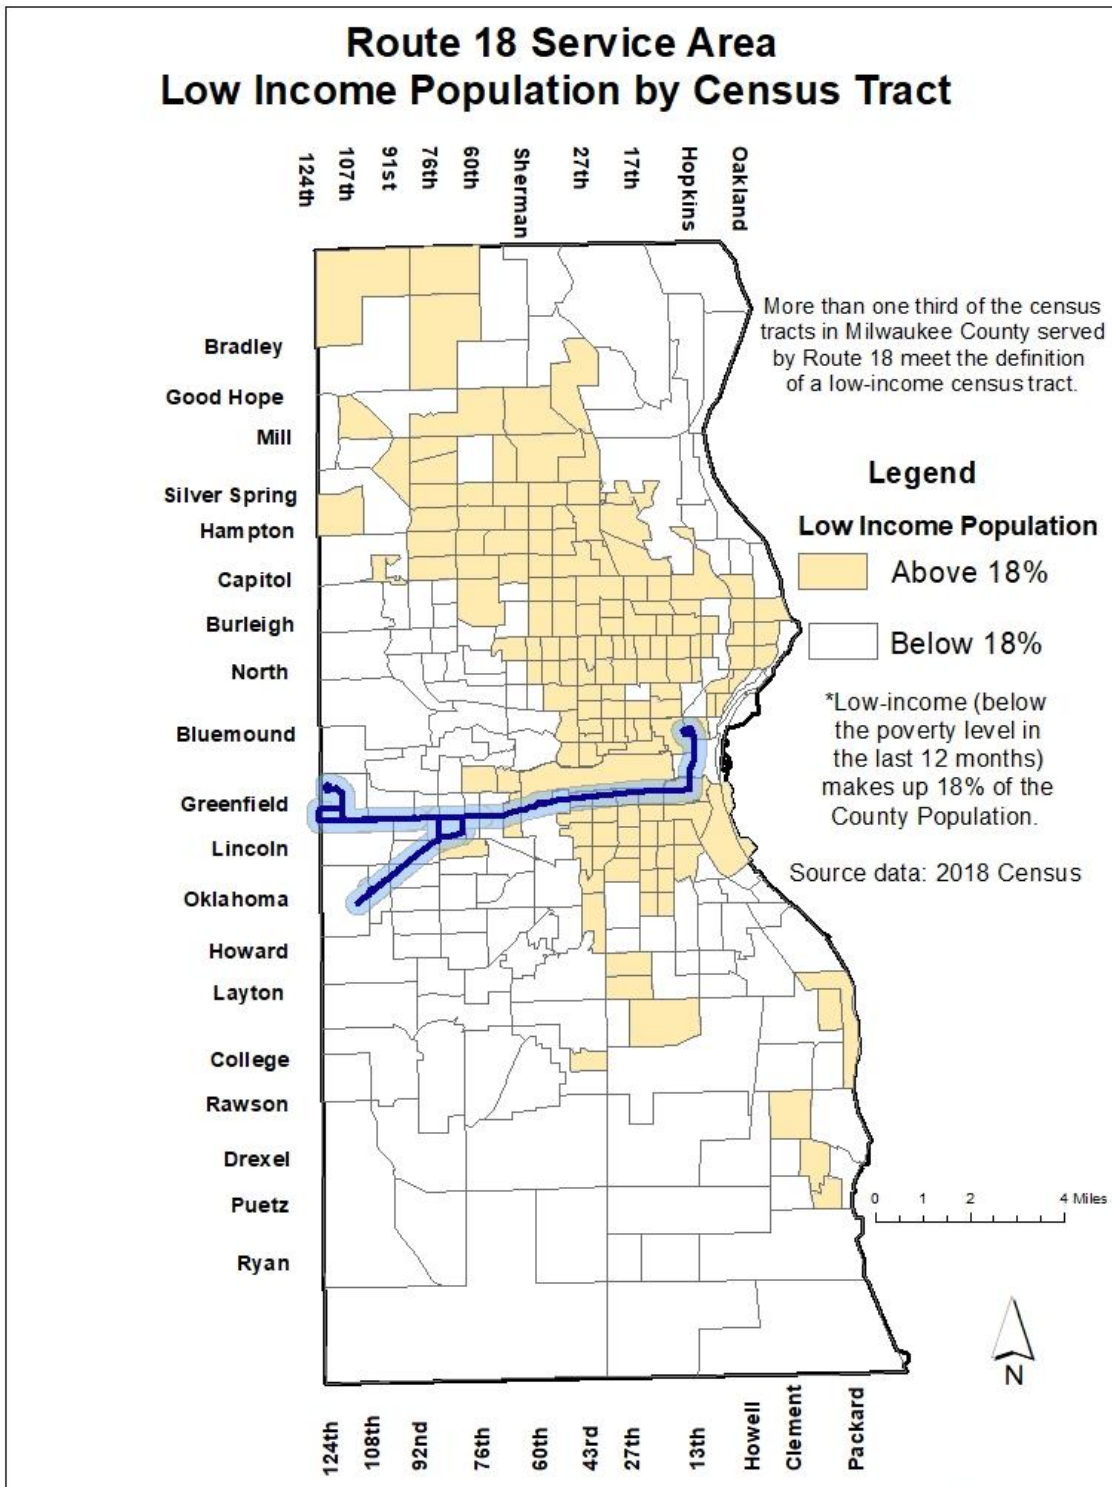 Route 18 Service Area
Low Income Population by Census Tract
124th
107th
91st
76th
60th
Sherman
27th
17th
Hopkins
Oakland
More than one third of the census
tracts in Milwaukee County served
by Route 18 meet the definition
of a low-income census tract.
Bradley
Good Hope
Mill
Silver Spring
Hampton
Capitol
Burleigh
North
Bluemound
Greenfield
Lincoln
Oklahoma
Howard
Layton
College
Rawson
Drexel
Puetz
Ryan
Legend
Low Income Population
Above 18%
Below 18%
*Low-income (below
the poverty level in
the last 12 months)
makes up 18% of the
County Population.
Source data: 2018 Census
0 1 2 4 Miles
N
124th
108th
92nd
76th
60th
43rd
27th
13th
Howell
Clement
Packard